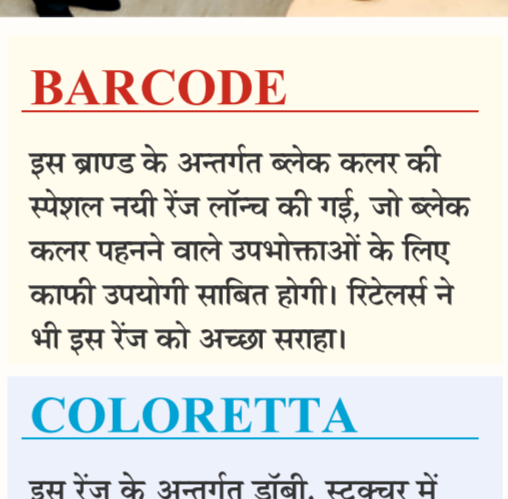 BARCODE
इस ब्राण्ड के अन्तर्गत ब्लेक कलर की
स्पेशल नयी रेंज लॉन्च की गई, जो ब्लेक
कलर पहनने वाले उपभोक्ताओं के लिए
काफी उपयोगी साबित होगी। रिटेलर्स ने
भी इस रेंज को अच्छा सराहा।
COLORETTA
इस रेंज के अन्तर्गत डॉबी, स्ट्रक्चर में